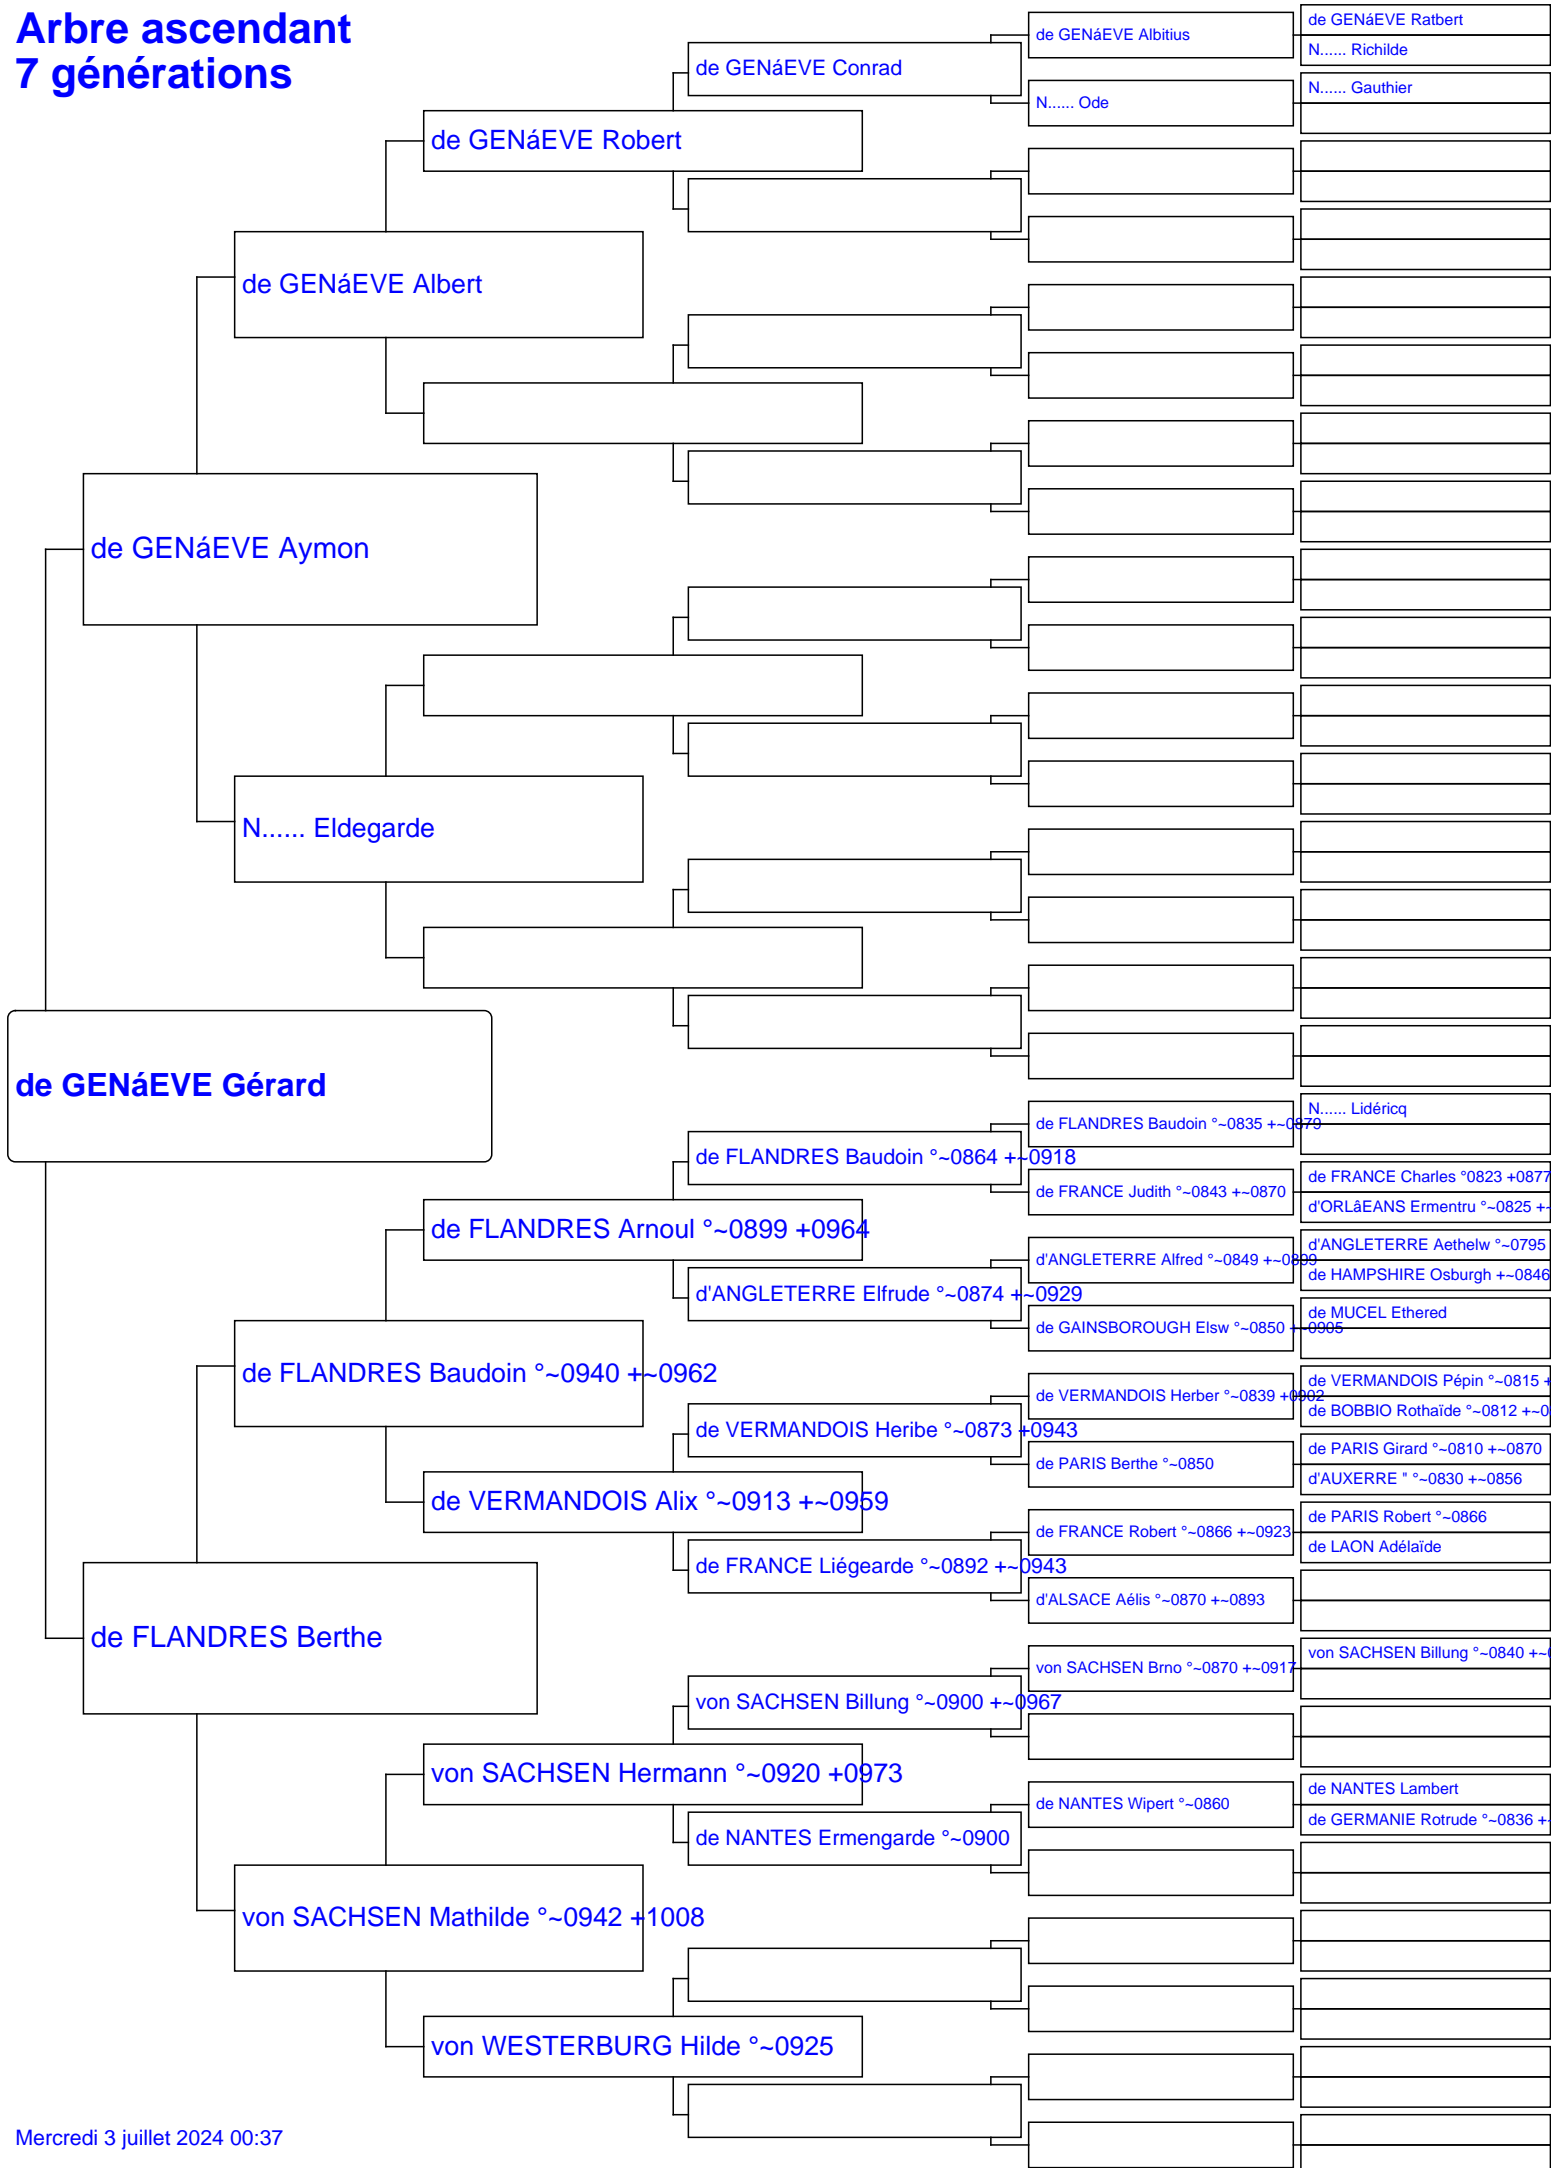 Arbre ascendant
7 générations
de GENáEVE Ratbert
de GENáEVE Albitius
N...... Richilde
de GENáEVE Conrad
N...... Gauthier
N...... Ode
de GENáEVE Robert
de GENáEVE Albert
de GENáEVE Aymon
N...... Eldegarde
de GENáEVE Gérard
N...... Lidéricq
de FLANDRES Baudoin °~0835 +~0879
de FLANDRES Baudoin °~0864 +~0918
de FRANCE Charles °0823 +0877
de FRANCE Judith °~0843 +~0870
d'ORLâEANS Ermentru °~0825 +~
de FLANDRES Arnoul °~0899 +0964
d'ANGLETERRE Aethelw °~0795
d'ANGLETERRE Alfred °~0849 +~0899
de HAMPSHIRE Osburgh +~0846
d'ANGLETERRE Elfrude °~0874 +~0929
de MUCEL Ethered
de GAINSBOROUGH Elsw °~0850 +~0905
de FLANDRES Baudoin °~0940 +~0962
de VERMANDOIS Pépin °~0815 +
de VERMANDOIS Herber °~0839 +0902
de BOBBIO Rothaïde °~0812 +~0
de VERMANDOIS Heribe °~0873 +0943
de PARIS Girard °~0810 +~0870
de PARIS Berthe °~0850
d'AUXERRE " °~0830 +~0856
de VERMANDOIS Alix °~0913 +~0959
de PARIS Robert °~0866
de FRANCE Robert °~0866 +~0923
de LAON Adélaïde
de FRANCE Liégearde °~0892 +~0943
d'ALSACE Aélis °~0870 +~0893
de FLANDRES Berthe
von SACHSEN Billung °~0840 +~0
von SACHSEN Brno °~0870 +~0917
von SACHSEN Billung °~0900 +~0967
von SACHSEN Hermann °~0920 +0973
de NANTES Lambert
de NANTES Wipert °~0860
de GERMANIE Rotrude °~0836 +~
de NANTES Ermengarde °~0900
von SACHSEN Mathilde °~0942 +1008
von WESTERBURG Hilde °~0925
Mercredi 3 juillet 2024 00:37